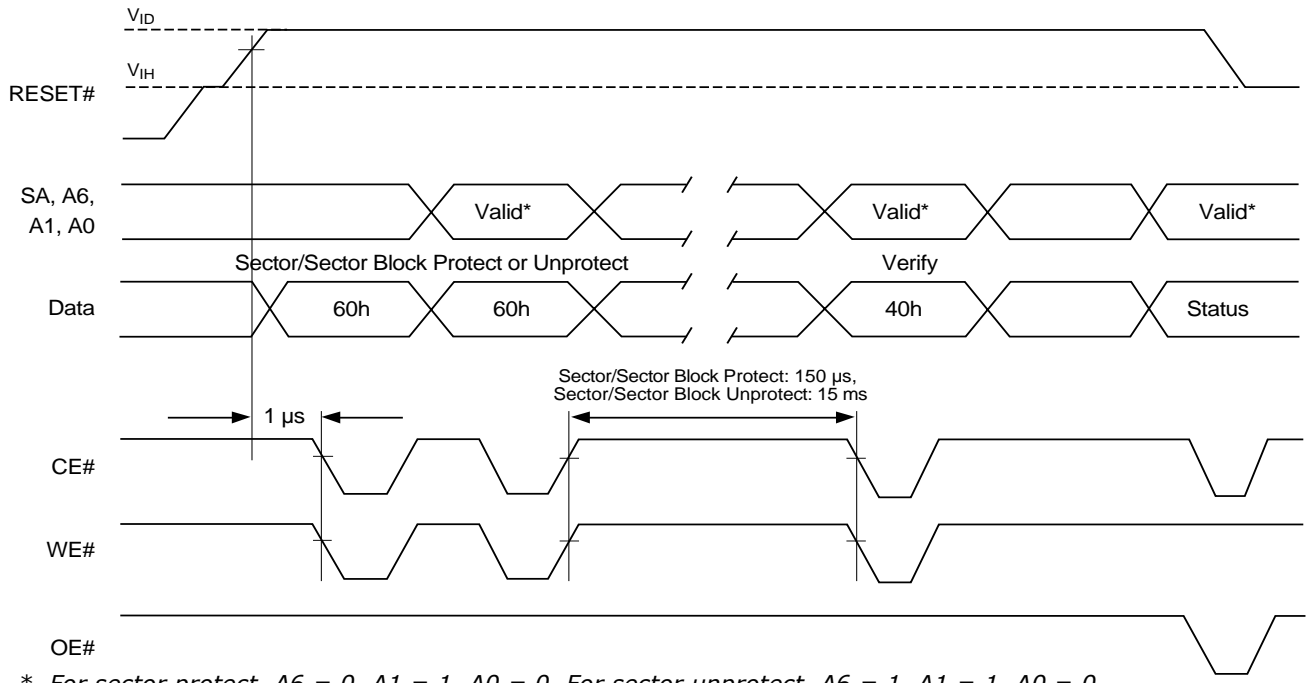 VID
VIH
RESET#
SA, A6,
A1, A0
Valid*
Valid*
Valid*
Sector/Sector Block Protect or Unprotect
Verify
Data
60h
60h
40h
Status
Sector/Sector Block Protect: 150 µs,
Sector/Sector Block Unprotect: 15 ms
1 µs
CE#
WE#
OE#
* For sector protect, A6 = 0, A1 = 1, A0 = 0. For sector unprotect, A6 = 1, A1 = 1, A0 = 0